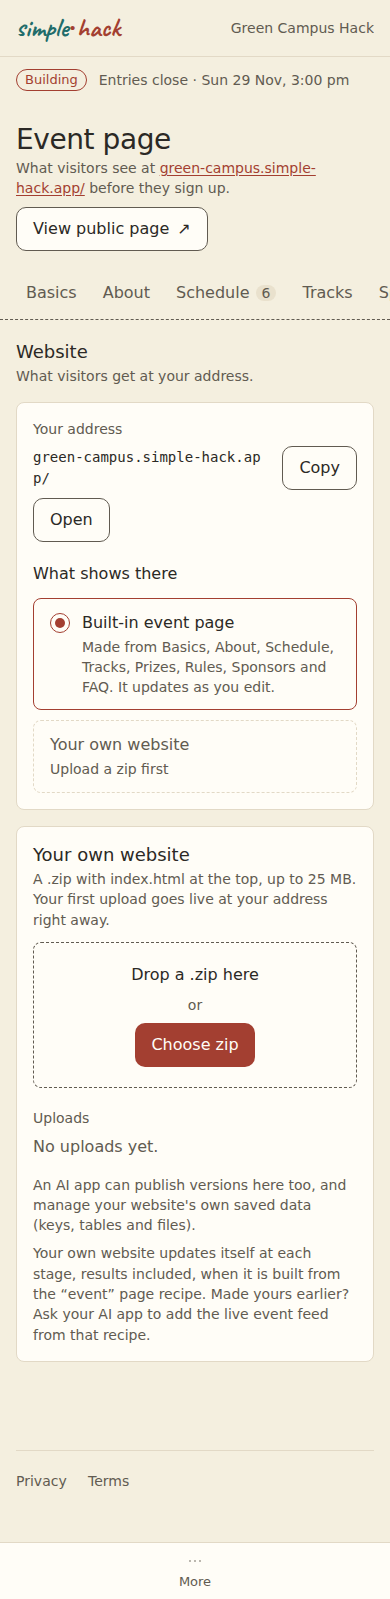 simple·hack
Green Campus Hack
Building
Entries close · Sun 29 Nov, 3:00 pm
Event page
What visitors see at green-campus.simple-
hack.app/ before they sign up.
View public page ↗
Basics
About
Schedule 6
Tracks
S
Website
What visitors get at your address.
Your address
green-campus.simple-hack.ap
p/
Copy
Open
What shows there
Built-in event page
Made from Basics, About, Schedule,
Tracks, Prizes, Rules, Sponsors and
FAQ. It updates as you edit.
Your own website
Upload a zip first
Your own website
A .zip with index.html at the top, up to 25 MB.
Your first upload goes live at your address
right away.
Drop a .zip here
or
Choose zip
Uploads
No uploads yet.
An AI app can publish versions here too, and
manage your website's own saved data
(keys, tables and files).
Your own website updates itself at each
stage, results included, when it is built from
the “event” page recipe. Made yours earlier?
Ask your AI app to add the live event feed
from that recipe.
Privacy
Terms
...
More